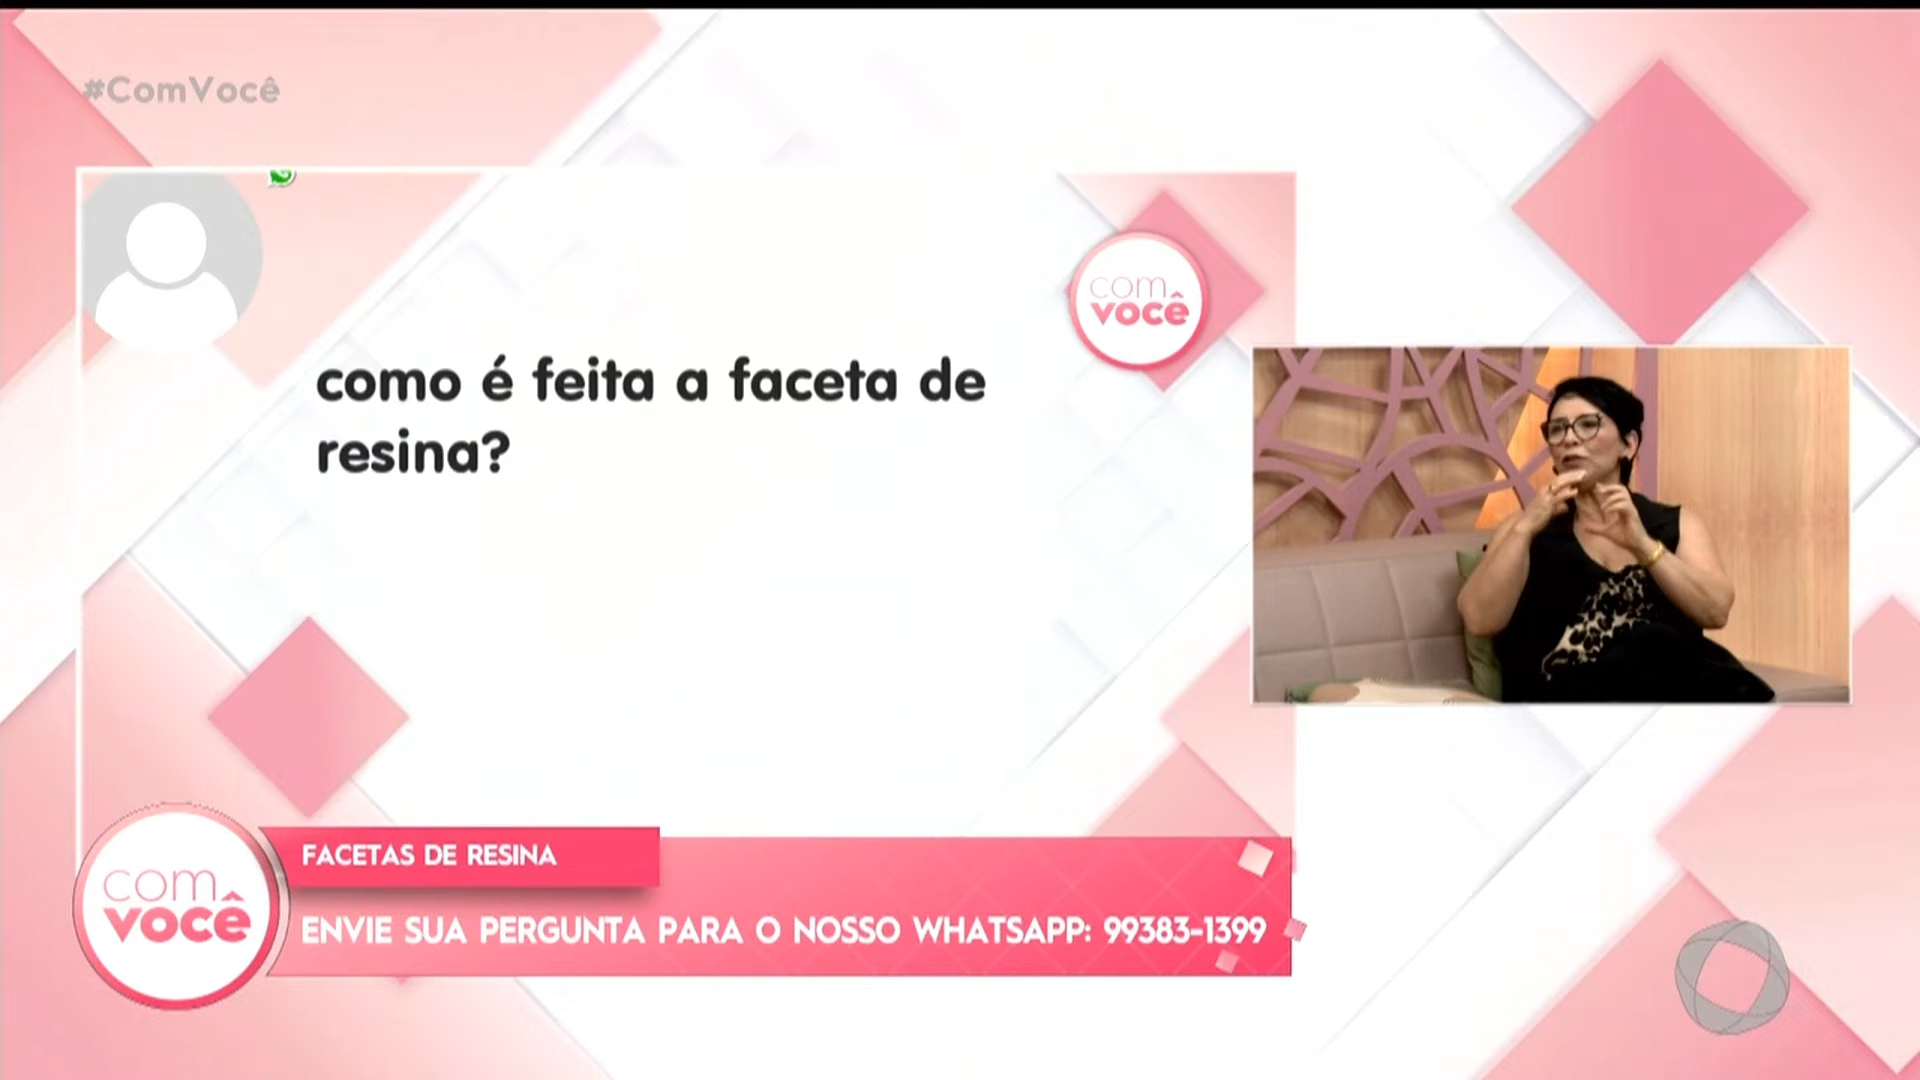 #ComVocê
com
você
como é feita a faceta de
resina?
FACETAS DE RESINA
com
você
ENVIE SUA PERGUNTA PARA O NOSSO WHATSAPP: 99383-1399